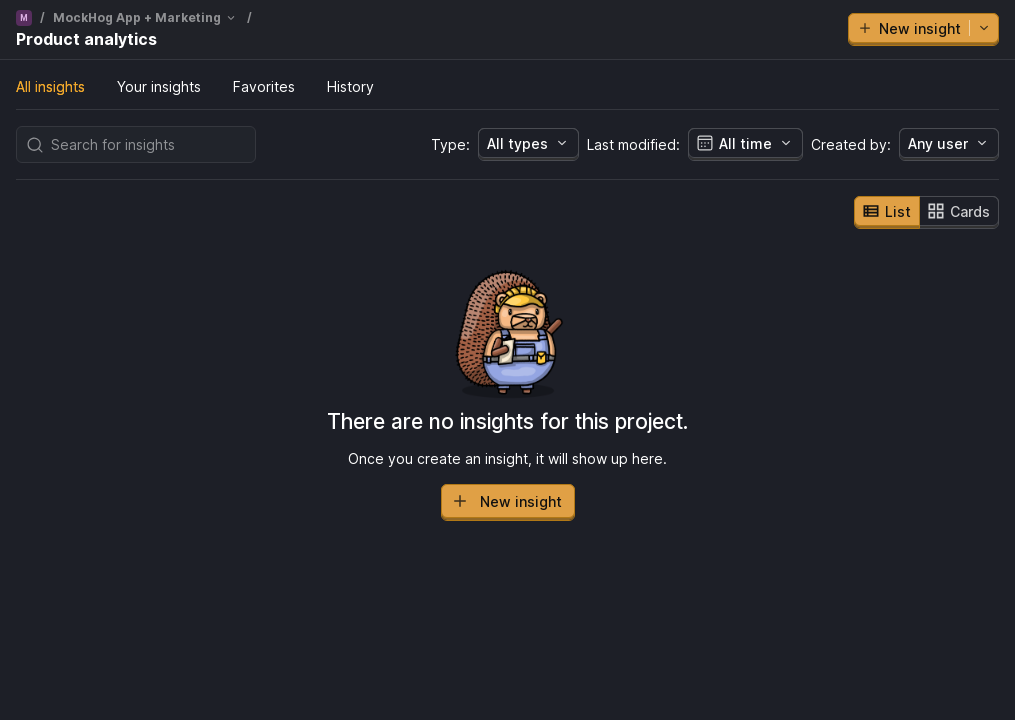 M / MockHog App + Marketing /
Product analytics
New insight
All insights Your insights Favorites History
Search for insights
Type: All types Last modified: All time Created by: Any user
List Cards
There are no insights for this project.
Once you create an insight, it will show up here.
New insight